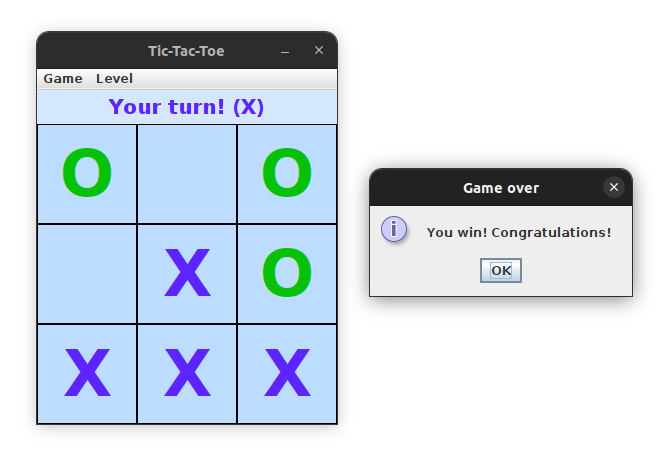 Tic-Tac-Toe
Game Level
Your turn! (X)
O O
X O
X X X
Game over
i You win! Congratulations!
OK